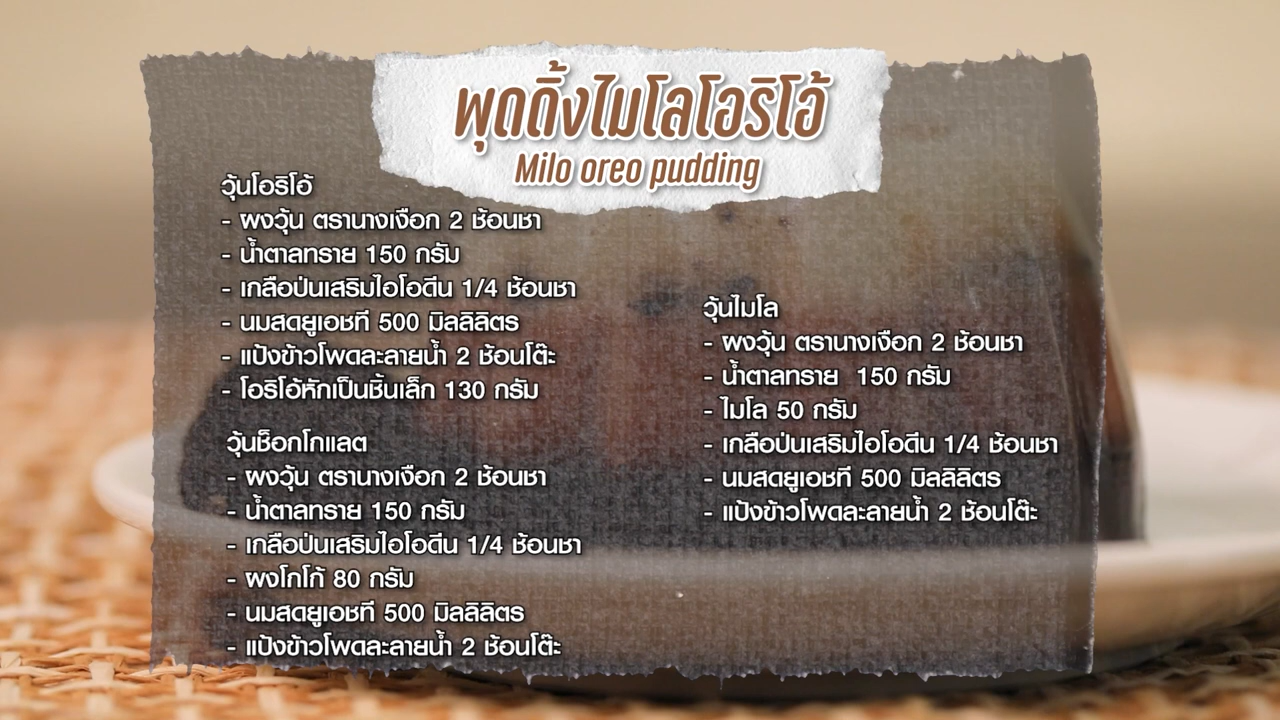 พุดดิ้งไมโลโอริโอ้
Milo oreo pudding
วุ้นโอริโอ้
- ผงวุ้น ตรานางเงือก 2 ช้อนชา
- น้ำตาลทราย 150 กรัม
- เกลือป่นเสริมไอโอดีน 1/4 ช้อนชา
- นมสดยูเอชที 500 มิลลิลิตร
- แป้งข้าวโพดละลายน้ำ 2 ช้อนโต๊ะ
- โอริโอ้หักเป็นชิ้นเล็ก 130 กรัม
วุ้นช็อกโกแลต
- ผงวุ้น ตรานางเงือก 2 ช้อนชา
- น้ำตาลทราย 150 กรัม
- เกลือป่นเสริมไอโอดีน 1/4 ช้อนชา
- ผงโกโก้ 80 กรัม
- นมสดยูเอชที 500 มิลลิลิตร
- แป้งข้าวโพดละลายน้ำ 2 ช้อนโต๊ะ
วุ้นไมโล
- ผงวุ้น ตรานางเงือก 2 ช้อนชา
- น้ำตาลทราย  150 กรัม
- ไมโล 50 กรัม
- เกลือป่นเสริมไอโอดีน 1/4 ช้อนชา
- นมสดยูเอชที 500 มิลลิลิตร
- แป้งข้าวโพดละลายน้ำ 2 ช้อนโต๊ะ